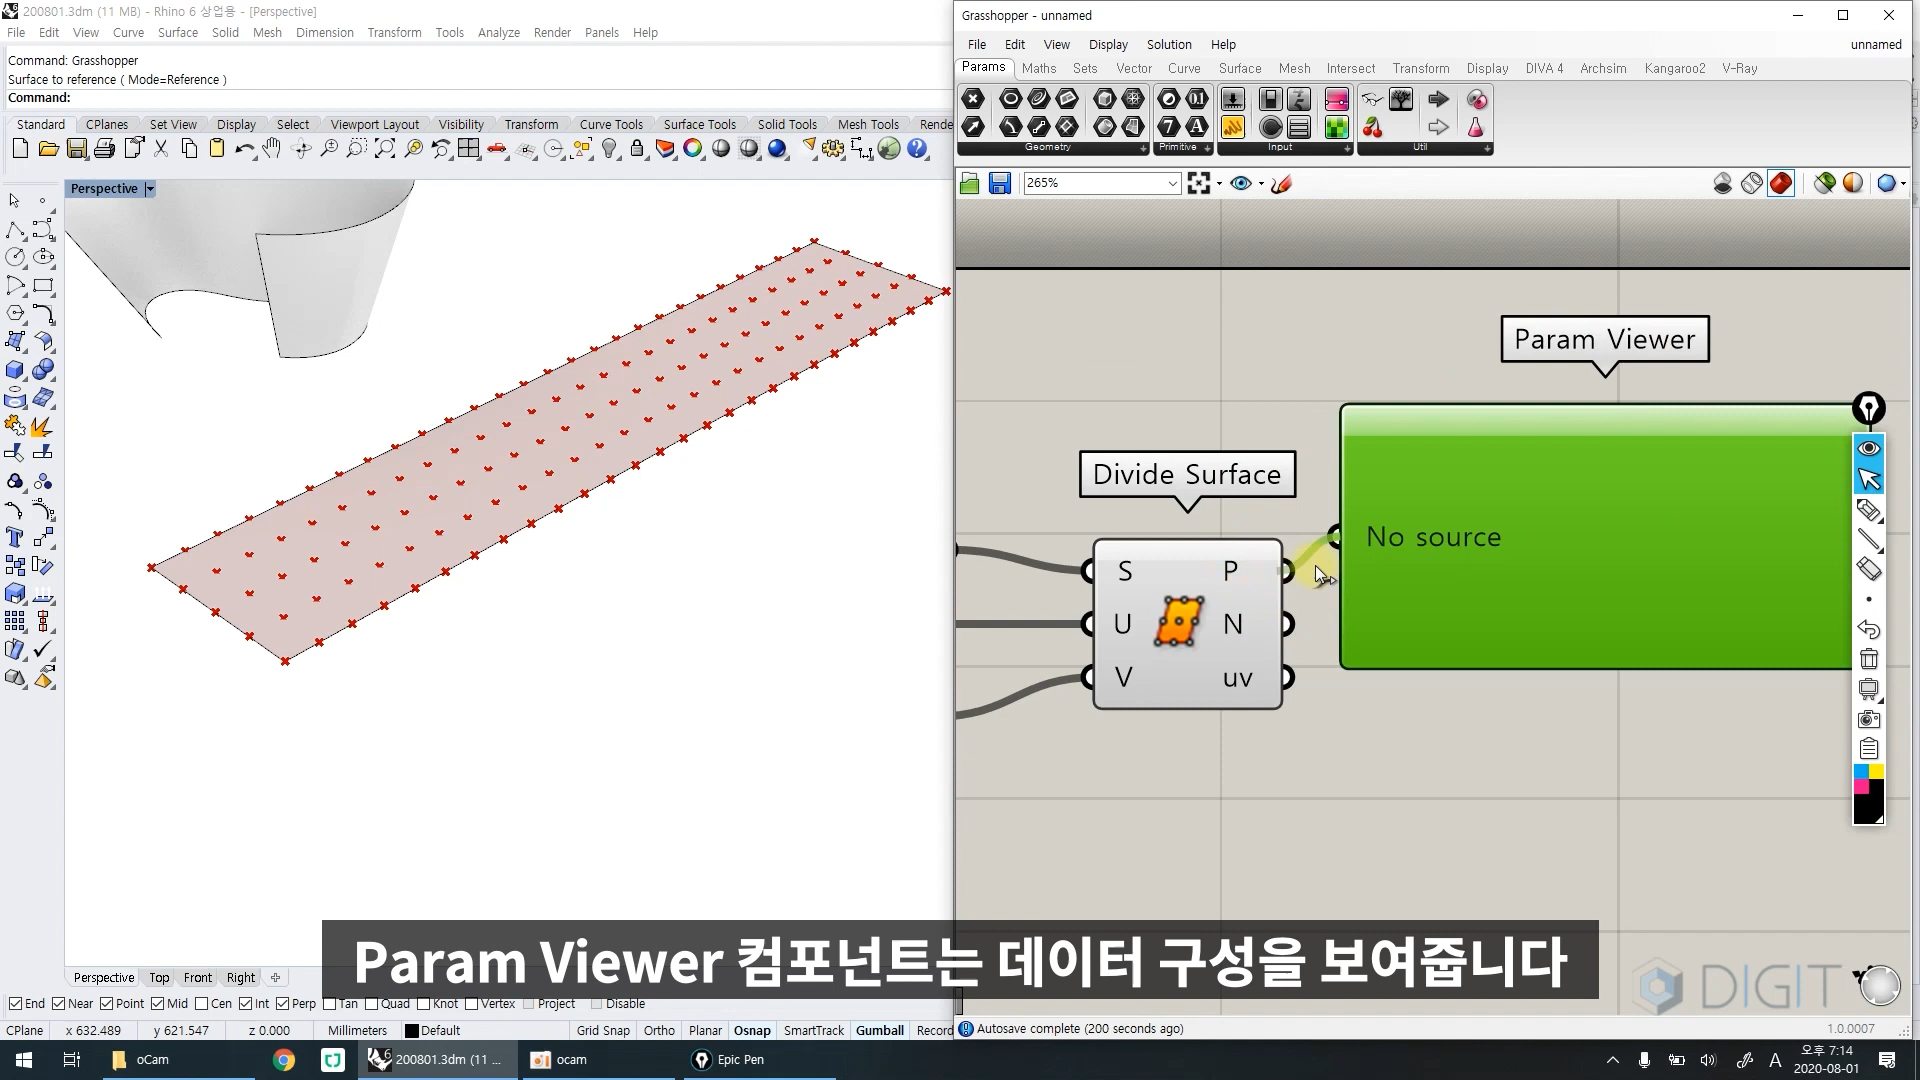 200801.3dm (11 MB) - Rhino 6 상업용 - [Perspective]
File Edit View Curve Surface Solid Mesh Dimension Transform Tools Analyze Render Panels Help
Command: Grasshopper
Surface to reference ( Mode=Reference )
Command:
Standard CPlanes Set View Display Select Viewport Layout Visibility Transform Curve Tools Surface Tools Solid Tools Mesh Tools Rende
Perspective
Grasshopper - unnamed
File Edit View Display Solution Help unnamed
Params Maths Sets Vector Curve Surface Mesh Intersect Transform Display DIVA 4 Archsim Kangaroo2 V-Ray
Geometry Primitive Input Util
265%
Param Viewer
Divide Surface
No source
S P
U N
V uv
Param Viewer 컴포넌트는 데이터 구성을 보여줍니다
DIGIT
Perspective Top Front Right
End Near Point Mid Cen Int Perp Tan Quad Knot Vertex Project Disable
CPlane x 632.489 y 621.547 z 0.000 Millimeters Default Grid Snap Ortho Planar Osnap SmartTrack Gumball Record
Autosave complete (200 seconds ago) 1.0.0007
oCam 200801.3dm (11 ... ocam Epic Pen A 오후 7:14
2020-08-01